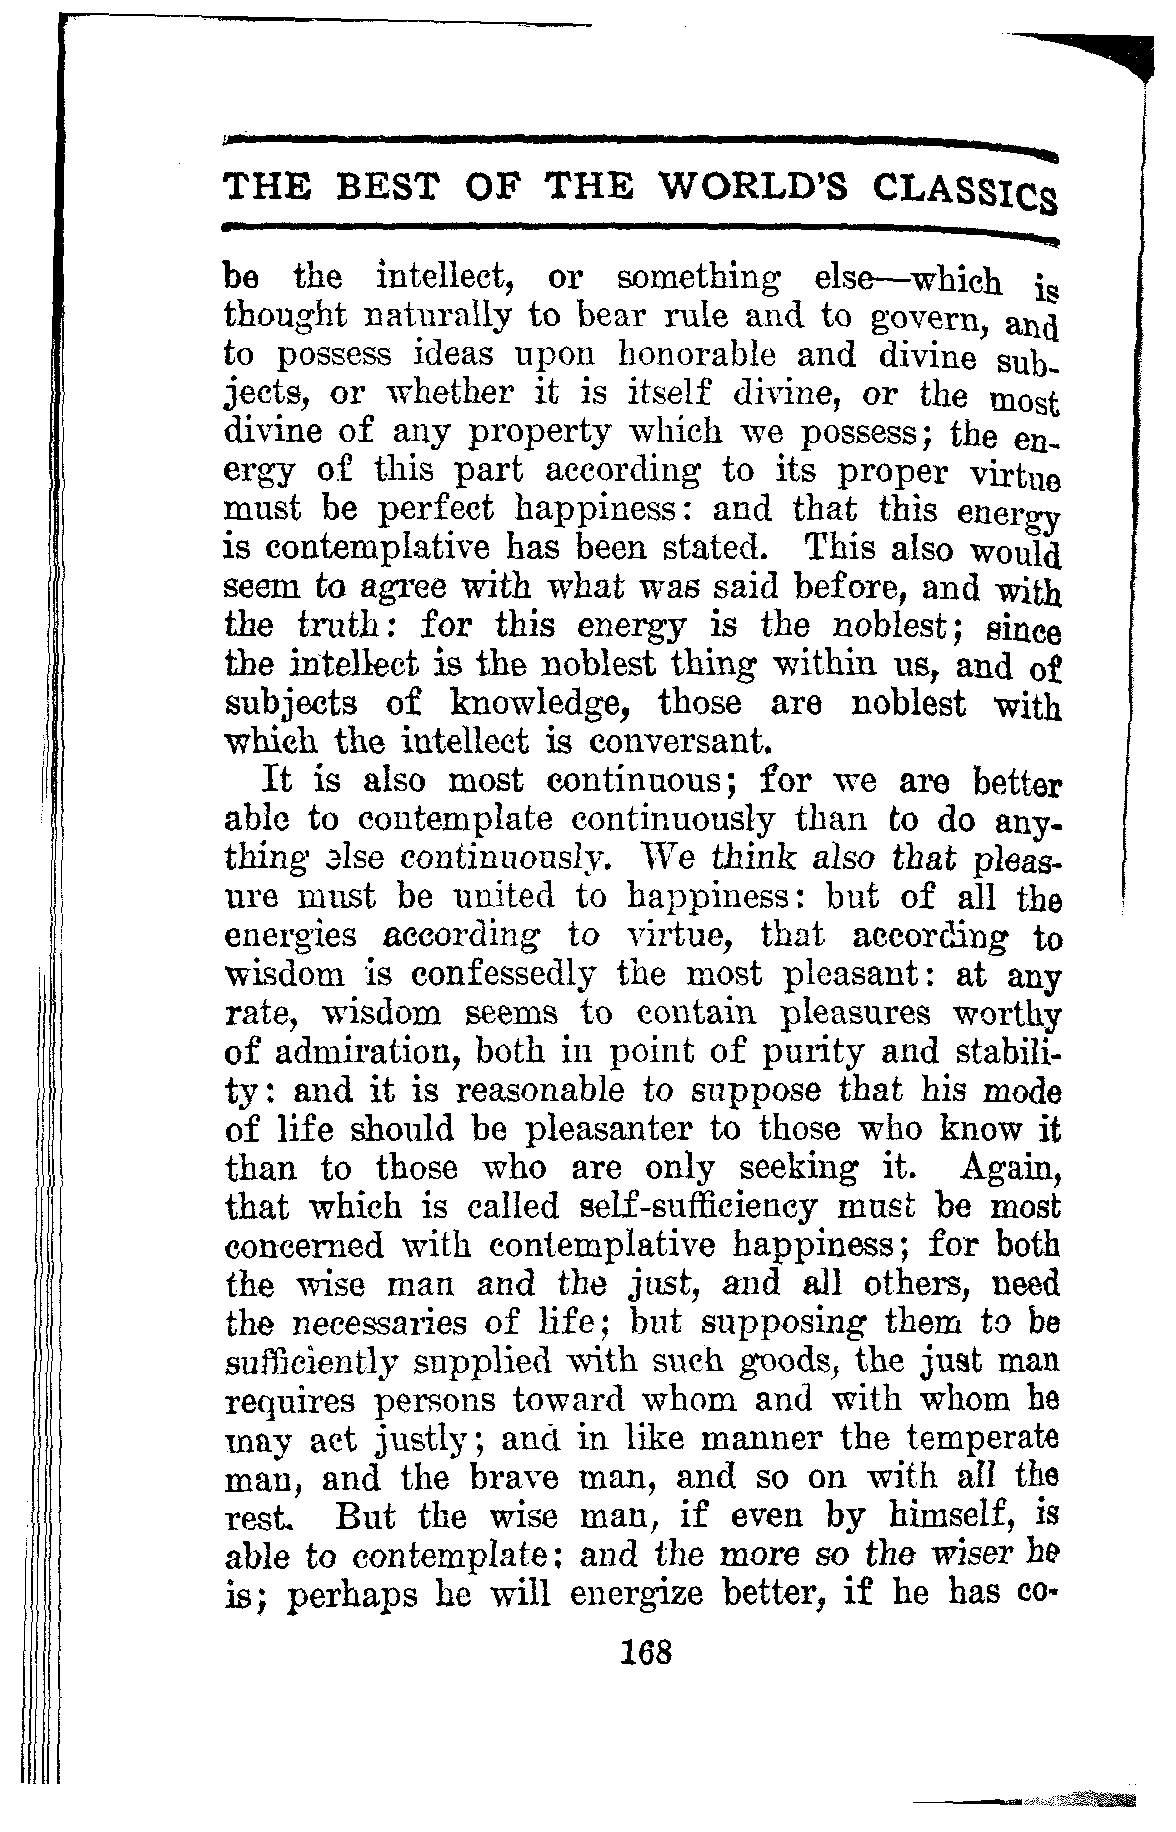 THE BEST OF THE WORLD'S CLASSICS
be the intellect, or something else—which is
thought naturally to bear rule and to govern, and
to possess ideas upon honorable and divine sub-
jects, or whether it is itself divine, or the most
divine of any property which we possess; the en-
ergy of this part according to its proper virtue
must be perfect happiness: and that this energy
is contemplative has been stated. This also would
seem to agree with what was said before, and with
the truth: for this energy is the noblest; since
the intellect is the noblest thing within us, and of
subjects of knowledge, those are noblest with
which the intellect is conversant.
It is also most continuous; for we are better
able to contemplate continuously than to do any-
thing else continuously. We think also that pleas-
ure must be united to happiness: but of all the
energies according to virtue, that according to
wisdom is confessedly the most pleasant: at any
rate, wisdom seems to contain pleasures worthy
of admiration, both in point of purity and stabili-
ty: and it is reasonable to suppose that his mode
of life should be pleasanter to those who know it
than to those who are only seeking it. Again,
that which is called self-sufficiency must be most
concerned with contemplative happiness; for both
the wise man and the just, and all others, need
the necessaries of life; but supposing them to be
sufficiently supplied with such goods, the just man
requires persons toward whom and with whom he
may act justly; and in like manner the temperate
man, and the brave man, and so on with all the
rest. But the wise man, if even by himself, is
able to contemplate; and the more so the wiser he
is; perhaps he will energize better, if he has co-
168